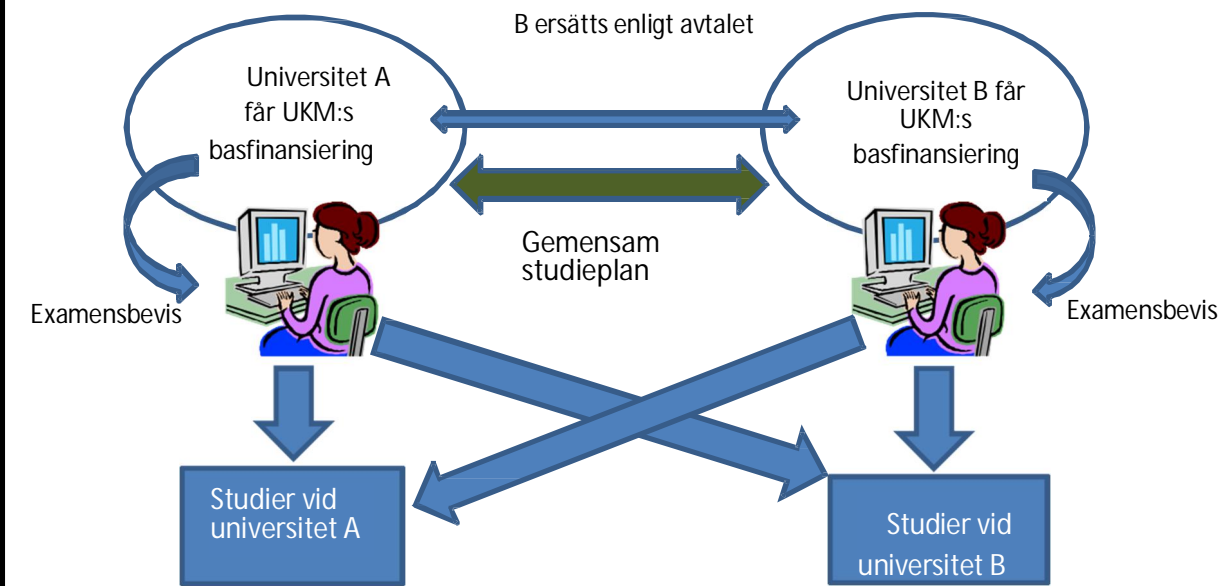 B ersätts enligt avtalet
Universitet A
får UKM:s
basfinansiering
Universitet B får
UKM:s
basfinansiering
Gemensam
studieplan
Examensbevis
Examensbevis
Studier vid
universitet A
Studier vid
universitet B